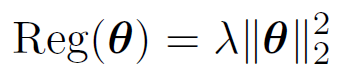 Reg(𝜽) = λ‖𝜽‖₂²